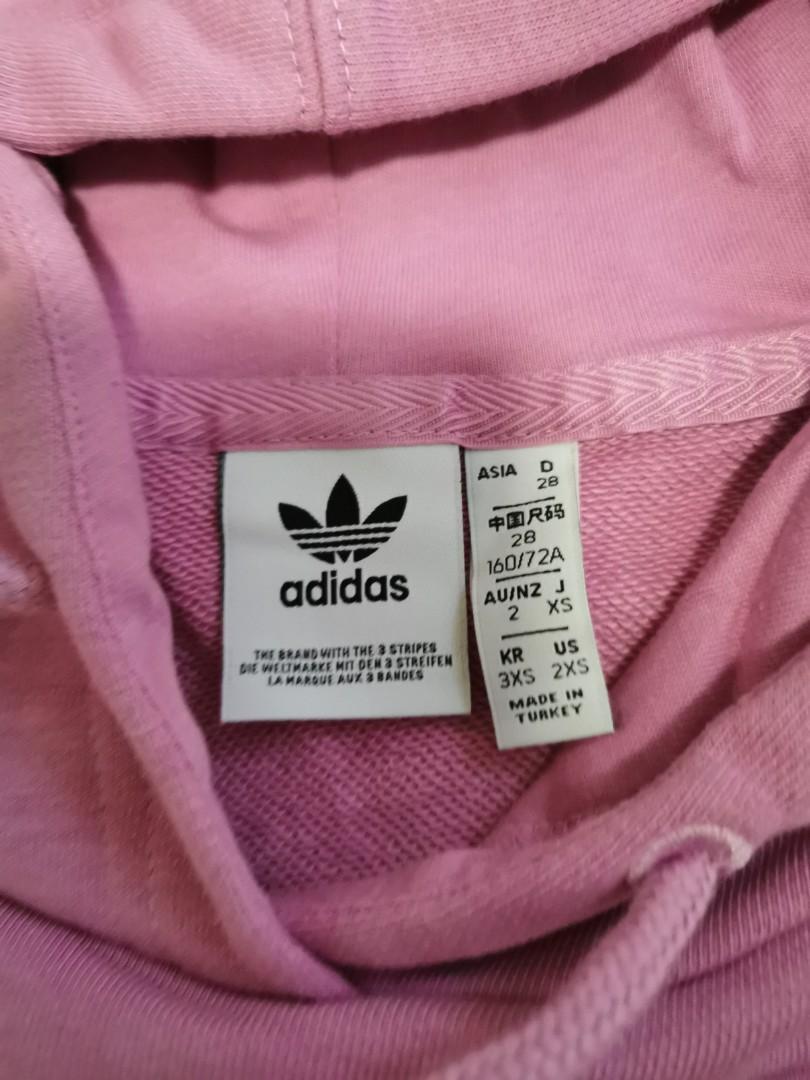 adidas
THE BRAND WITH THE 3 STRIPES
DIE WELTMARKE MIT DEN 3 STREIFEN
LA MARQUE AUX 3 BANDES
ASIA D
28
中国尺码
28
160/72A
AU/NZ J
2 XS
KR US
3XS 2XS
MADE IN
TURKEY